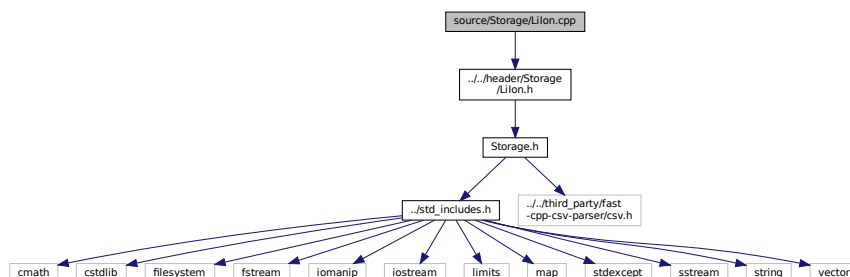 source/Storage/LiIon.cpp
../../header/Storage
/LiIon.h
Storage.h
../std_includes.h
../../third_party/fast
-cpp-csv-parser/csv.h
cmath
cstdlib
filesystem
fstream
iomanip
iostream
limits
map
stdexcept
sstream
string
vector